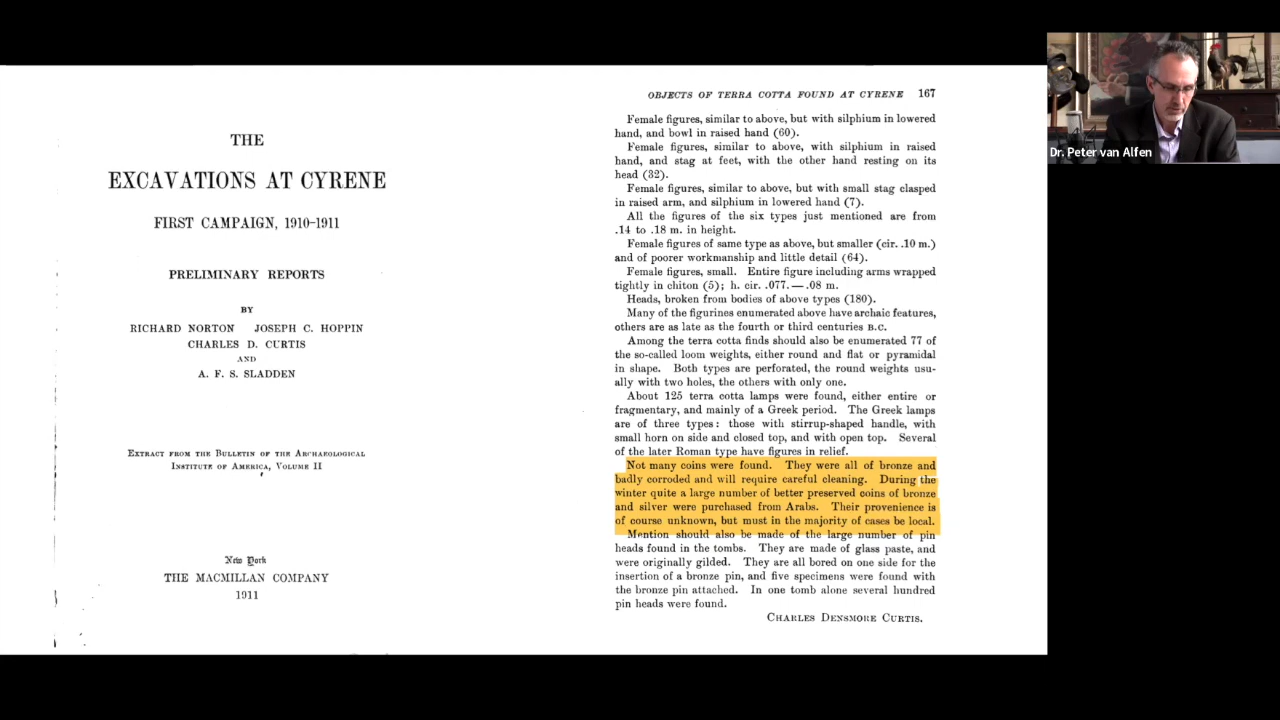 THE
EXCAVATIONS AT CYRENE
FIRST CAMPAIGN, 1910–1911
PRELIMINARY REPORTS
BY
RICHARD NORTON JOSEPH C. HOPPIN
CHARLES D. CURTIS
AND
A. F. S. SLADDEN
EXTRACT FROM THE BULLETIN OF THE ARCHAEOLOGICAL
INSTITUTE OF AMERICA, VOLUME II
New York
THE MACMILLAN COMPANY
1911
OBJECTS OF TERRA COTTA FOUND AT CYRENE 167
Female figures, similar to above, but with silphium in lowered
hand, and bowl in raised hand (60).
Female figures, similar to above, with silphium in raised
hand, and stag at feet, with the other hand resting on its
head (32).
Female figures, similar to above, but with small stag clasped
in raised arm, and silphium in lowered hand (7).
All the figures of the six types just mentioned are from
.14 to .18 m. in height.
Female figures of same type as above, but smaller (cir. .10 m.)
and of poorer workmanship and little detail (64).
Female figures, small. Entire figure including arms wrapped
tightly in chiton (5); h. cir. .077.—.08 m.
Heads, broken from bodies of above types (180).
Many of the figurines enumerated above have archaic features,
others are as late as the fourth or third centuries B.C.
Among the terra cotta finds should also be enumerated 77 of
the so-called loom weights, either round and flat or pyramidal
in shape. Both types are perforated, the round weights usu-
ally with two holes, the others with only one.
About 125 terra cotta lamps were found, either entire or
fragmentary, and mainly of a Greek period. The Greek lamps
are of three types: those with stirrup-shaped handle, with
small horn on side and closed top, and with open top. Several
of the later Roman type have figures in relief.
Not many coins were found. They were all of bronze and
badly corroded and will require careful cleaning. During the
winter quite a large number of better preserved coins of bronze
and silver were purchased from Arabs. Their provenience is
of course unknown, but must in the majority of cases be local.
Mention should also be made of the large number of pin
heads found in the tombs. They are made of glass paste, and
were originally gilded. They are all bored on one side for the
insertion of a bronze pin, and five specimens were found with
the bronze pin attached. In one tomb alone several hundred
pin heads were found.
CHARLES DENSMORE CURTIS.
Dr. Peter van Alfen